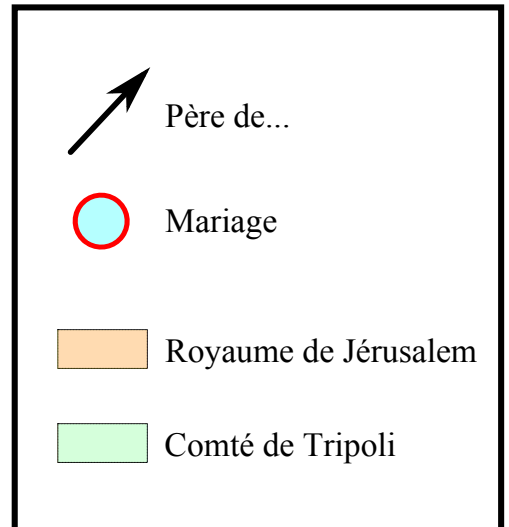 Père de...
Mariage
Royaume de Jérusalem
Comté de Tripoli